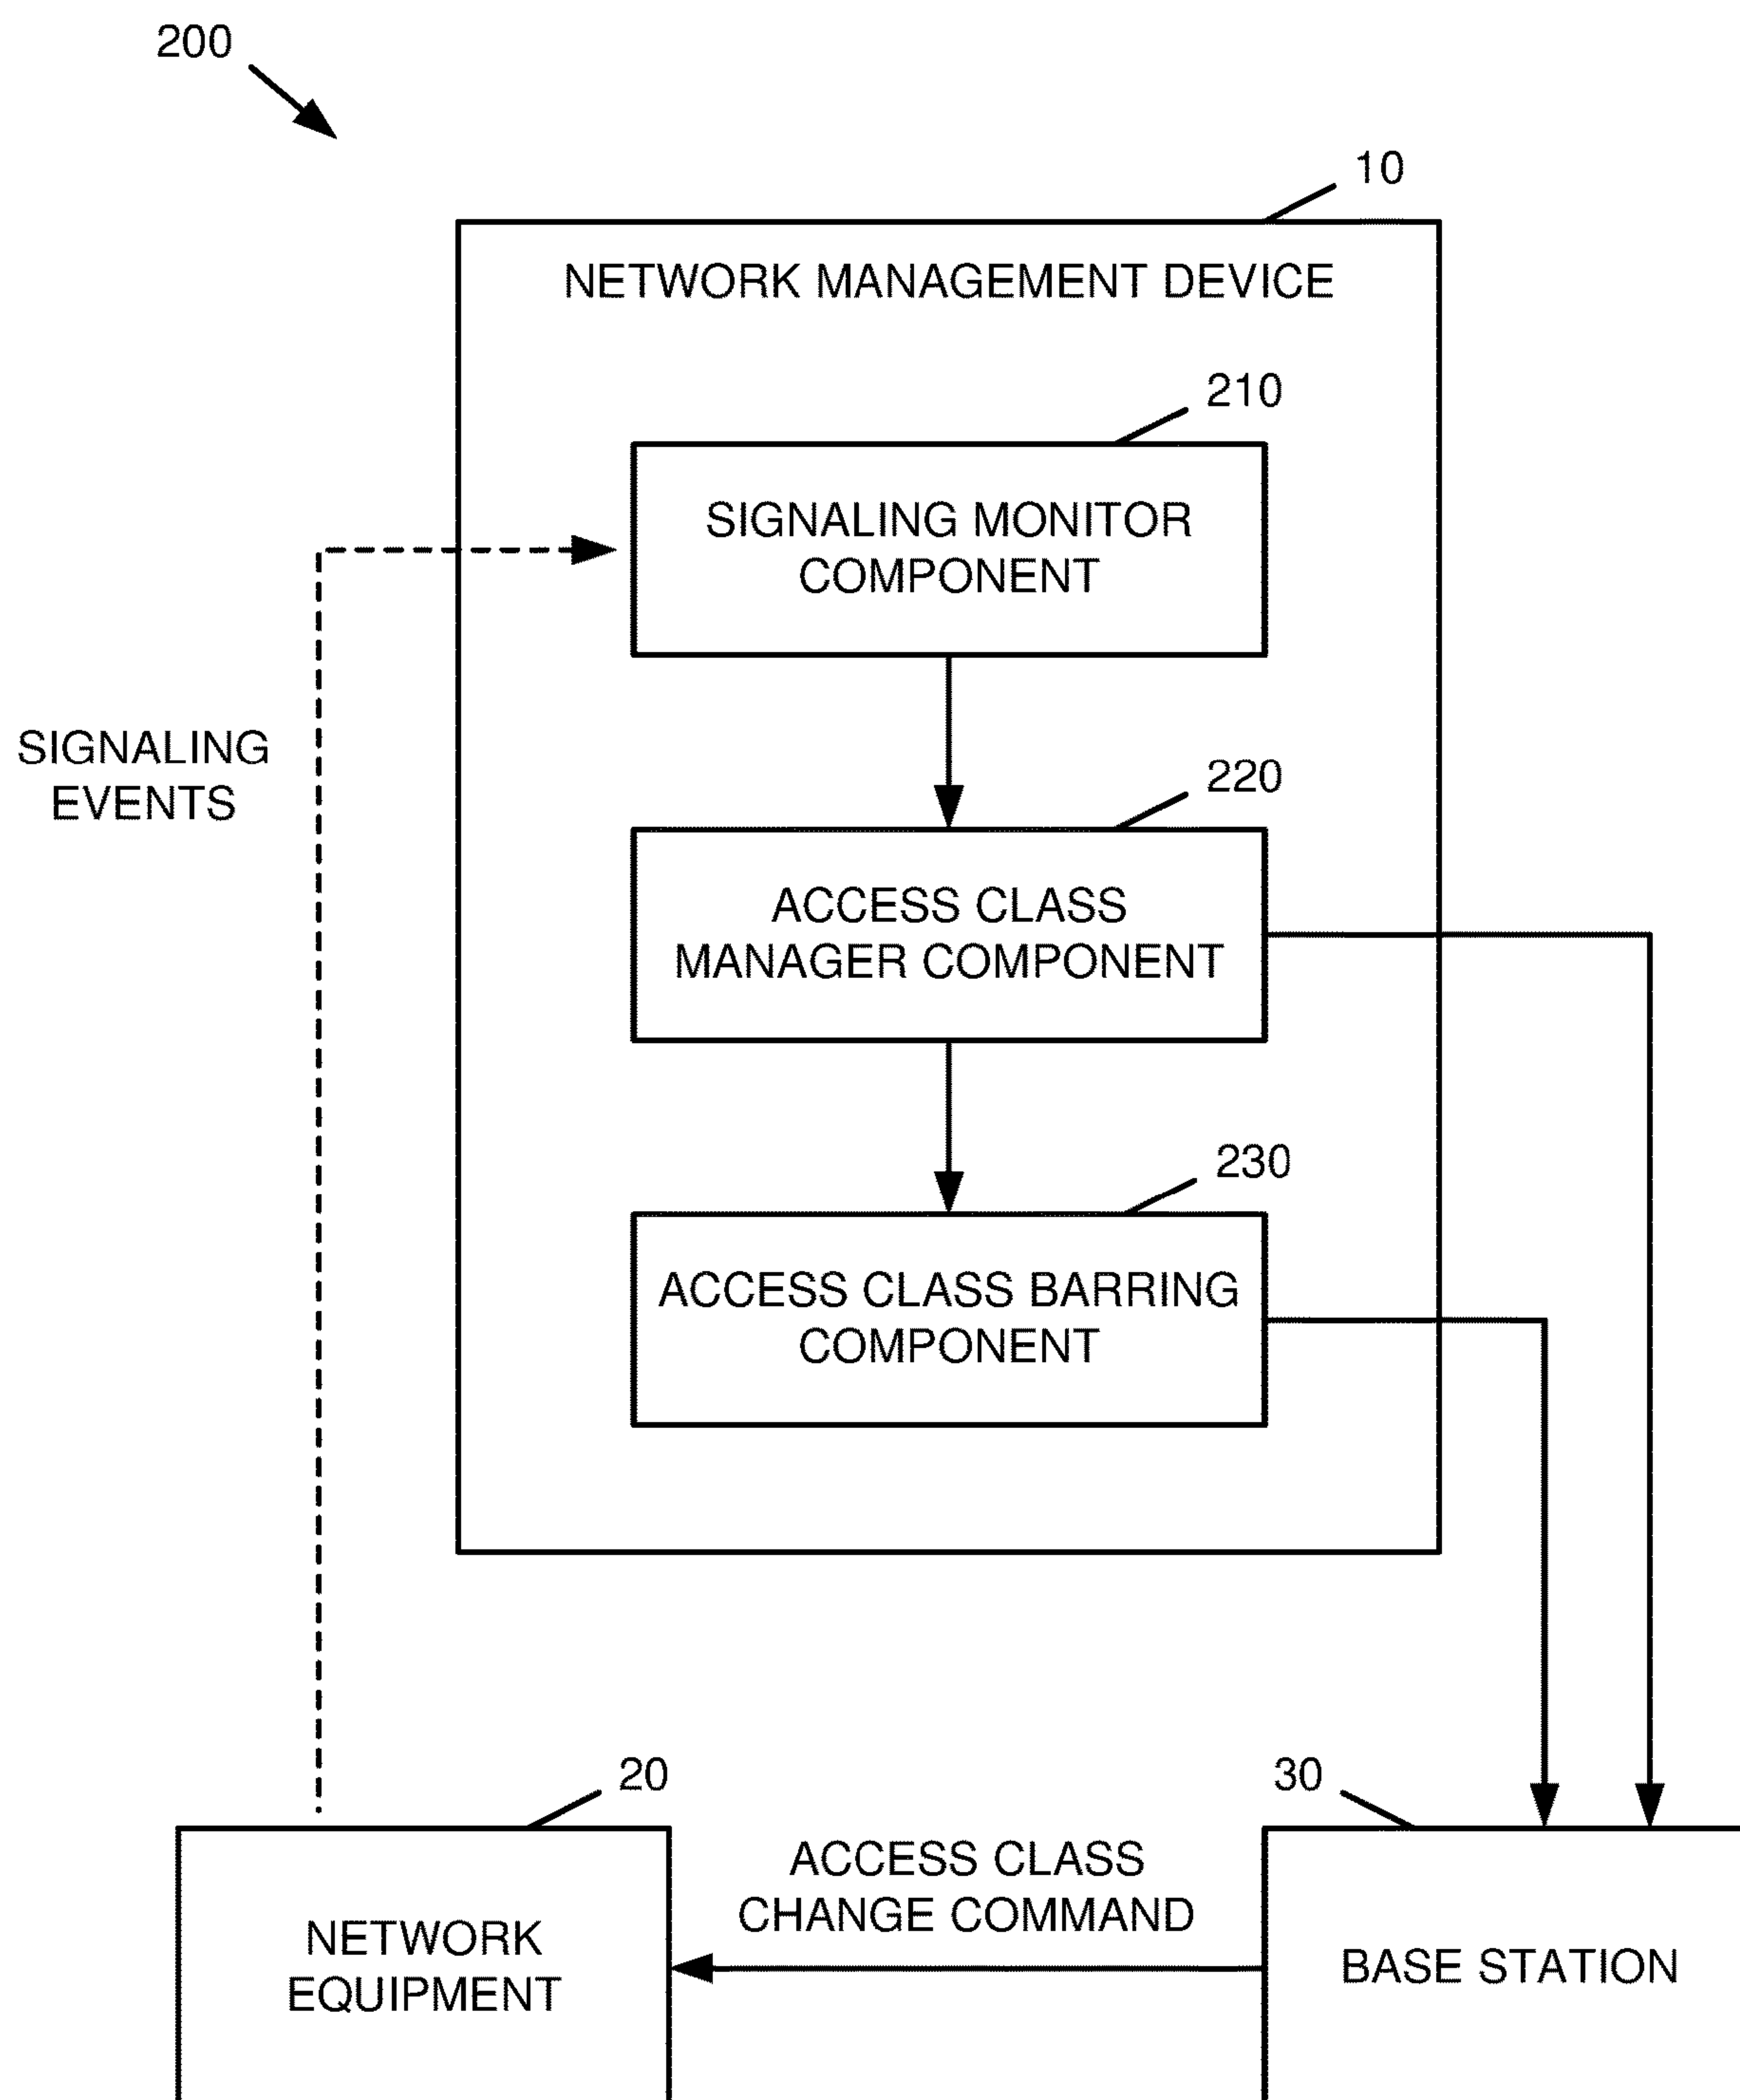 200
10
NETWORK MANAGEMENT DEVICE
210
SIGNALING MONITOR
COMPONENT
SIGNALING
EVENTS
220
ACCESS CLASS
MANAGER COMPONENT
230
ACCESS CLASS BARRING
COMPONENT
20
30
ACCESS CLASS
CHANGE COMMAND
NETWORK
EQUIPMENT
BASE STATION